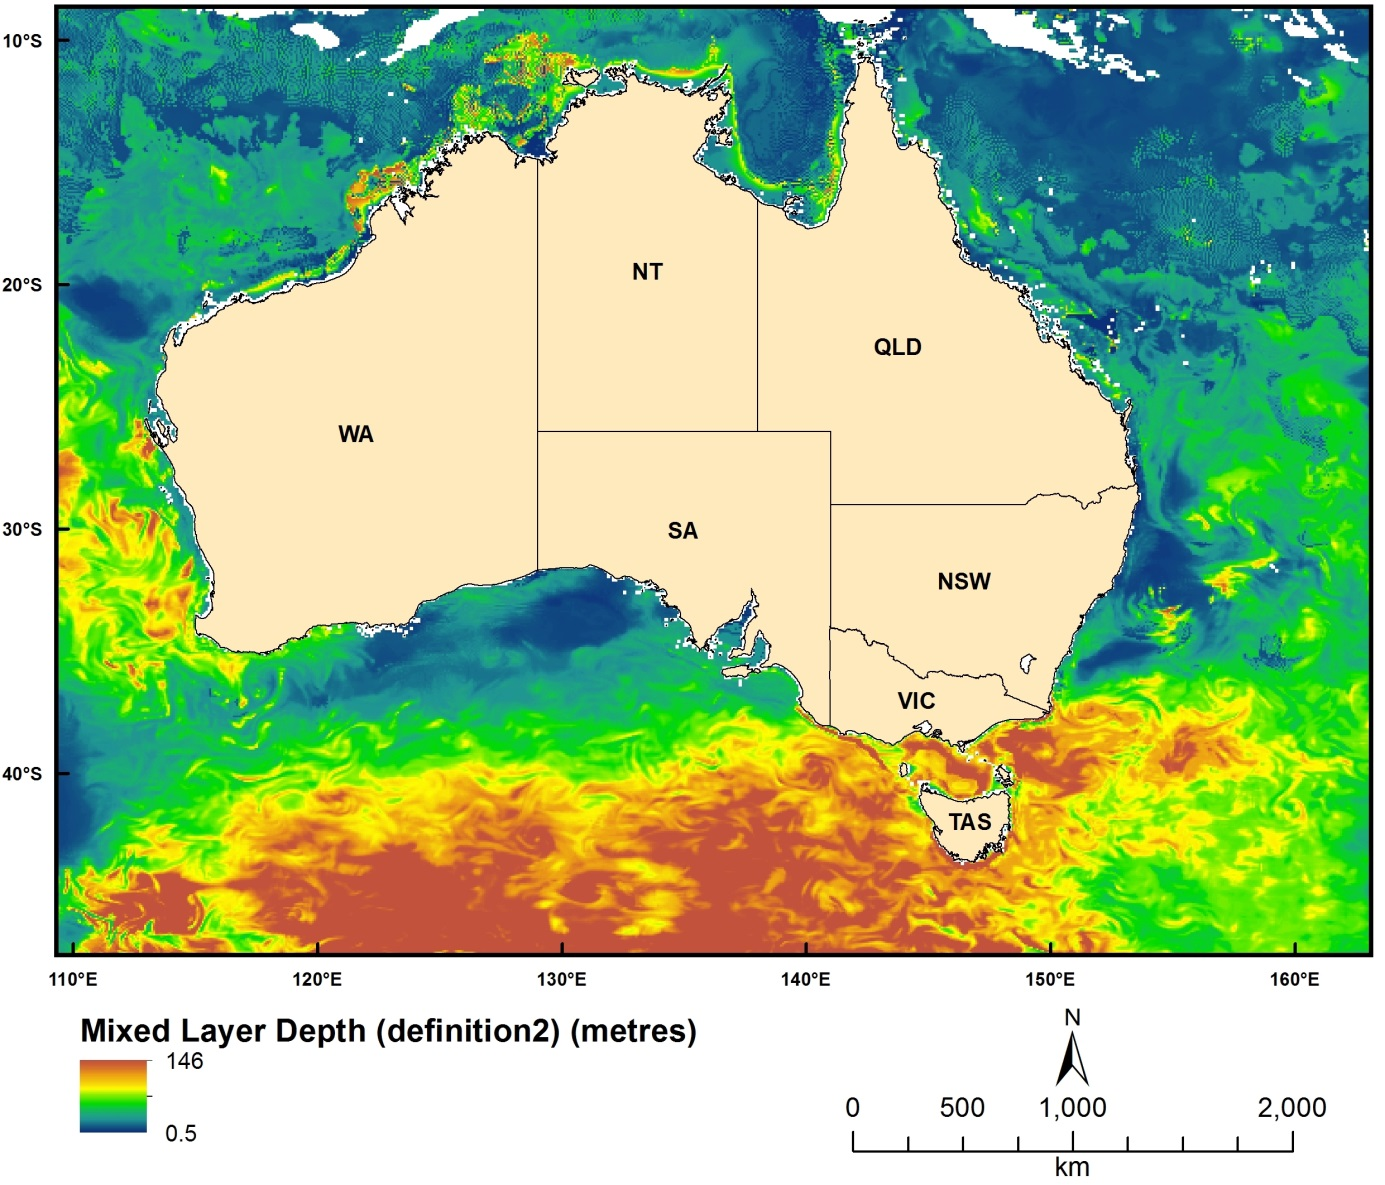 10°S
NT
20°S
QLD
WA
30°S
SA
NSW
VIC
40°S
TAS
110°E 120°E 130°E 140°E 150°E 160°E
Mixed Layer Depth (definition2) (metres)
146
0.5
N
0 500 1,000 2,000
km